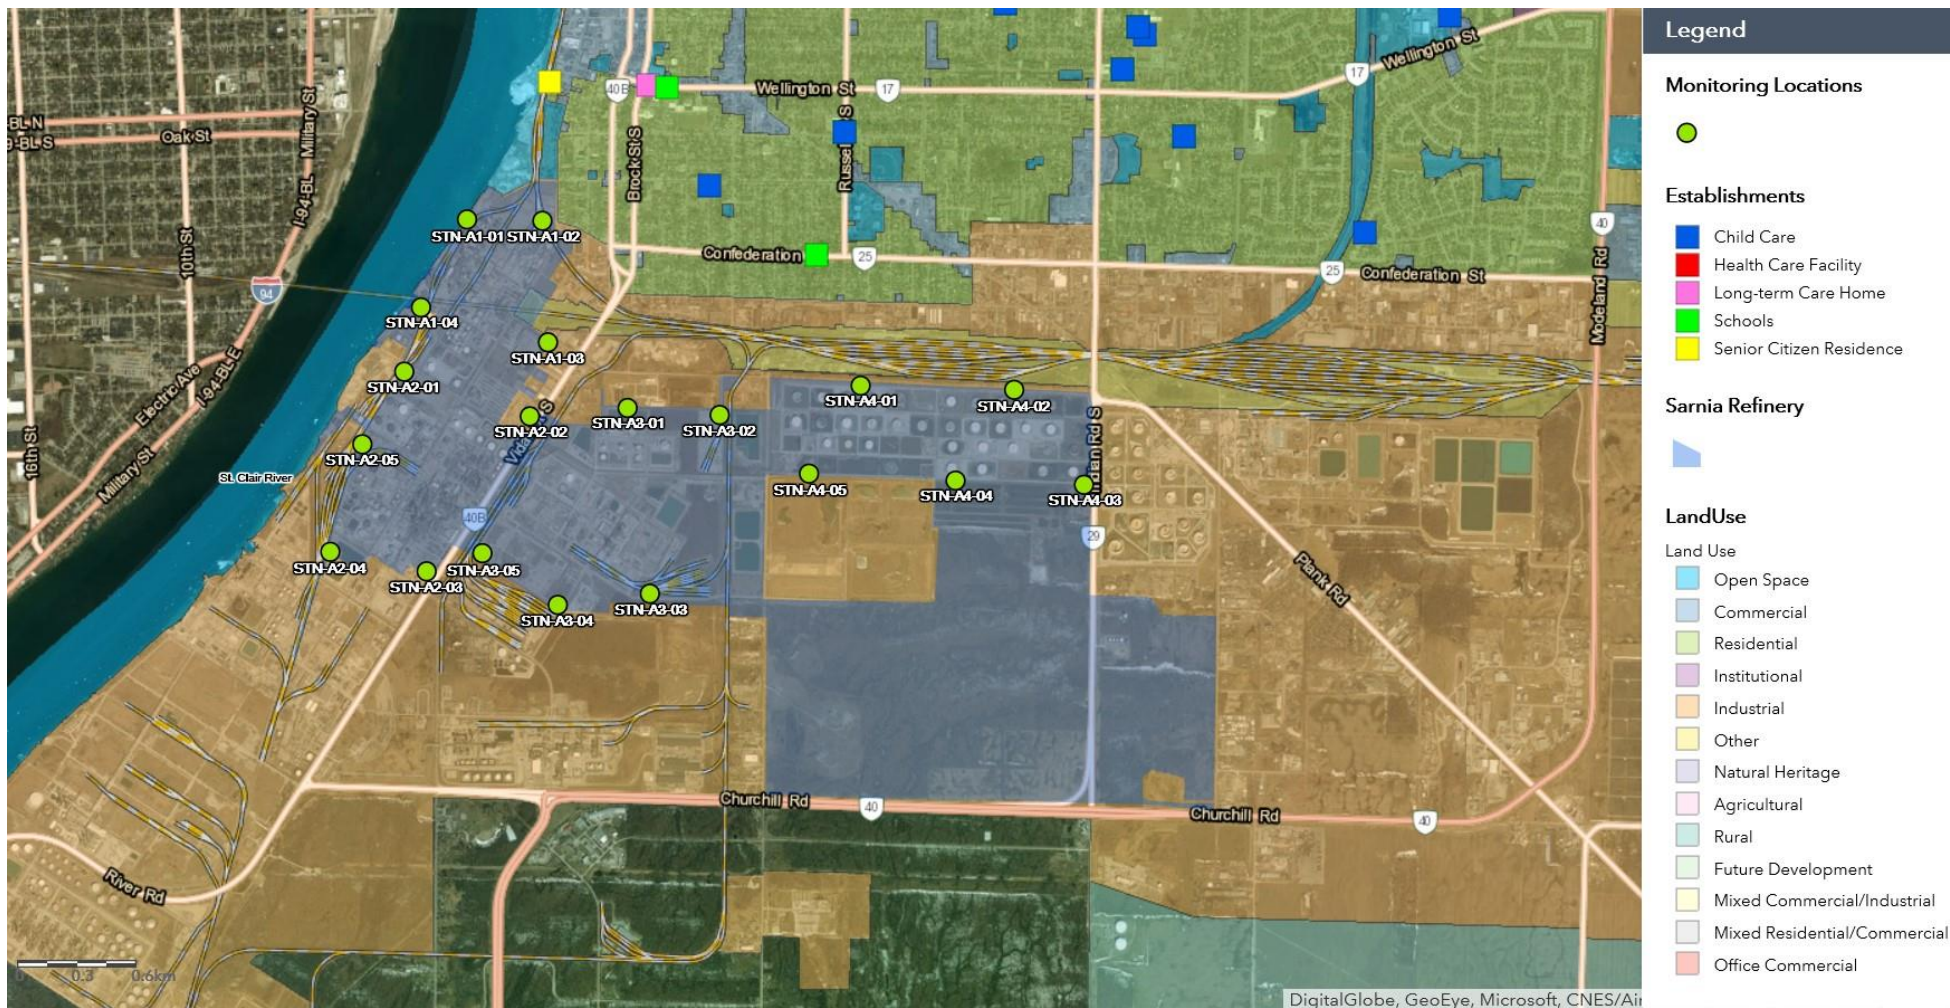 Legend
Monitoring Locations
Establishments
Child Care
Health Care Facility
Long-term Care Home
Schools
Senior Citizen Residence
Sarnia Refinery
LandUse
Land Use
Open Space
Commercial
Residential
Institutional
Industrial
Other
Natural Heritage
Agricultural
Rural
Future Development
Mixed Commercial/Industrial
Mixed Residential/Commercial
Office Commercial
Wellington St
17
40B
Wellington St
17
-BL N
9-BL S
Oak St
I-94-BL Military St
Brock St S
Russel S
10th St
STN-A1-01
STN-A1-02
40
Confederation
25
25
Confederation St
Modeland Rd
94
STN-A1-04
STN-A1-03
Electric Ave
I-94-BL E
STN-A2-01
STN-A4-01
STN-A4-02
STN-A2-02
STN-A3-01
STN-A3-02
16th St
Military St
STN-A2-05
St. Clair River
STN-A4-05
STN-A4-04
STN-A4-03
Indian Rd S
40B
29
STN-A2-04
STN-A2-03
STN-A3-05
STN-A3-04
STN-A3-03
Plank Rd
Churchill Rd
40
Churchill Rd
40
River Rd
0
0.3
0.6km
DigitalGlobe, GeoEye, Microsoft, CNES/Air